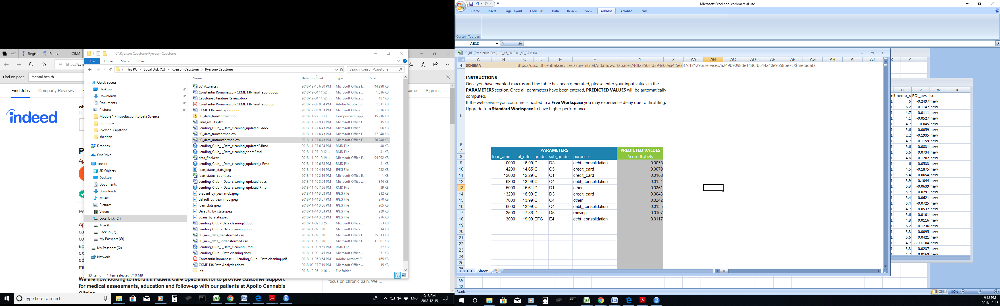 Regist
Educa
iCIMS
https://ca.in
Find on page
mental health
Find Jobs
Company Reviews
F
Sign in
indeed
wh
job
P
Ap
Pe
Ap
ca
co
ap
ex
ed
me
We are now looking to recruit a Patient Care Specialist for to provide customer support
for medical assessments, education and follow-up with our patients at Apollo Cannabis
Clinics
focus on chronic pain. We ...
C:\Ryerson Capstone\Ryerson-Capstone
File Home Share View
This PC > Local Disk (C:) > Ryerson Capstone > Ryerson-Capstone
Search Ryerson-Capstone
Quick access
Desktop
Downloads
Documents
Pictures
Module 1 - Introduction to Data Science
right now
Ryerson-Capstone
sheridan
Dropbox
OneDrive
This PC
3D Objects
Desktop
Documents
Downloads
Music
Pictures
Videos
Local Disk (C:)
Acer (D:)
Backup (F:)
My Passport (G:)
My Passport (G:)
Network
Name Date modified Type Size
LC_Azure.csv 2018-12-15 6:30 PM Microsoft Office E... 44,298 KB
Constantin Romanescu - CKME 136 Final report.docx 2018-12-04 11:52 ... Microsoft Office ... 1,836 KB
Capstone Literature Review.docx 2018-12-04 11:52 ... Microsoft Office ... 187 KB
Constantin Romanescu - CKME 136 Final report.pdf 2018-12-03 9:04 PM Adobe Acrobat D... 1,311 KB
CKME 136 Final report.docx 2018-12-03 9:03 PM Microsoft Office ... 1,836 KB
LC_data_transformed.zip 2018-11-27 10:13 ... Compressed (zipp... 15,216 KB
Final_results.xlsx 2018-11-27 9:11 PM Microsoft Office E... 15 KB
Lending_Club_-_Data_cleaning_updated2.docx 2018-11-27 6:43 PM Microsoft Office ... 306 KB
LC_data_transformed.csv 2018-11-27 6:43 PM Microsoft Office E... 77,840 KB
LC_data_untransformed.csv 2018-11-27 6:43 PM Microsoft Office E... 76,746 KB
Lending_Club_-_Data_cleaning_updated2.Rmd 2018-11-27 6:34 PM RMD File 40 KB
Lending_Club_-_Data_cleaning_short.Rmd 2018-11-27 10:12 ... RMD File 41 KB
data_final.csv 2018-11-20 12:19 ... Microsoft Office E... 94,292 KB
Lending_Club_-_Data_cleaning_updated_x.Rmd 2018-11-19 6:58 PM RMD File 41 KB
loan_status_stats.jpeg 2018-11-19 4:19 PM JPEG File 232 KB
loan_status_count.csv 2018-11-19 2:19 PM Microsoft Office E... 1 KB
Lending_Club_-_Data_cleaning_updated.docx 2018-11-16 8:04 PM Microsoft Office ... 344 KB
Lending_Club_-_Data_cleaning_updated.Rmd 2018-11-16 7:56 PM RMD File 39 KB
prepaid_by_year_mob.jpeg 2018-11-14 3:08 PM JPEG File 312 KB
default_by_year_mob.jpeg 2018-11-14 3:07 PM JPEG File 270 KB
loan_stats.jpeg 2018-11-14 3:06 PM JPEG File 205 KB
Defaults_by_state.jpeg 2018-11-14 3:03 PM JPEG File 280 KB
Loans_by_state.jpeg 2018-11-14 3:02 PM JPEG File 276 KB
Lending_Club - Data cleaning2.docx 2018-11-09 10:25 ... Microsoft Office ... 353 KB
Lending_Club_-_Data_cleaning.docx 2018-11-09 10:01 ... Microsoft Office ... 314 KB
LC_new_data_transformed.csv 2018-11-09 10:01 ... Microsoft Office E... 25,813 KB
LC_new_data_untransformed.csv 2018-11-09 10:01 ... Microsoft Office E... 11,801 KB
Lending_Club_-_Data_cleaning.Rmd 2018-11-09 9:55 PM RMD File 37 KB
Lending_Club - Data cleaning.docx 2018-11-09 1:45 PM Microsoft Office ... 351 KB
Constantin Romanescu - Lending_Club - Data cleaning.pdf 2018-11-05 3:54 PM Adobe Acrobat D... 1,465 KB
CKME 136 Data Analytics.docx 2018-09-27 7:19 PM Microsoft Office ... 15 KB
.git 2018-12-05 11:16 ... File folder
33 items 1 item selected 74.9 MB
Type here to search
ENG
9:18 PM
2018-12-15
Microsoft Excel non-commercial use
Home Insert Page Layout Formulas Data Review View Add-Ins Acrobat Team
Custom Toolbars
AB13 fx
LC_RF [Predictive Exp.]-12_16_2018 01_59_37.xlsm
A B C D E F Y Z AA AB AC AD AE AF AG AH AI AJ
4 SCHEMA https://ussouthcentral.services.azureml.net/odata/workspaces/4df2356cfd394c60aa4f5e237c121296/services/a249b9098de1436fb644240e9558be7c/$metadata
INSTRUCTIONS
Once you have enabled macros and the table has been generated, please enter your input values in the
PARAMETERS section. Once all parameters have been entered, PREDICTED VALUES will be automatically
computed.
If the web service you consume is hosted in a Free Workspace you may experience delay due to throttling.
Upgrade to a Standard Workspace to have higher performance.
5
6
7 PARAMETERS PREDICTED VALUES
8 loan_amnt int_rate grade sub_grade purpose ScoredLabels
9 10000 16.99 D D3 debt_consolidation 0.0058
10 4200 14.65 C C5 credit_card 0.0079
11 12000 12.29 C C1 credit_card 0.0168
12 6800 13.99 C C4 debt_consolidation 0.0151
13 5000 15.61 D D1 other 0.0261
14 13200 16.99 D D3 credit_card 0.0043
15 7000 13.99 C C4 other 0.0242
16 6000 13.99 C C4 debt_consolidation 0.0155
17 2500 17.86 D D5 moving 0.0107
18 3000 19.99 EFG E4 debt_consolidation 0.0117
19
20
21
22
23
24
25
Sheet1
X Y
U V W X
Unemp_ra ROI_pes set
6 -0.2497 new
6.2 -0.1147 new
4.7 -0.0111 new
4.1 -0.0527 new
4.7 0.045 new
5.6 0.0059 new
2.2 -0.1935 new
4.7 -0.1159 new
5.6 0.0831 new
5.6 0.0734 new
4.6 -0.1202 new
6 0.0533 new
4.5 -0.1875 new
5.4 0.0654 new
3.9 -0.1044 new
5.3 -0.0639 new
5.7 0.0291 new
5.4 0.0621 new
5.4 -0.0725 new
4.7 0.0537 new
5.6 0.0101 new
4.8 0.0116 new
6.2 -0.1236 new
3.3 0.0095 new
5.6 0.0421 new
4.7 8.00E-04 new
3.3 0.0237 new
4.7 0.0169 new
39
40
Ready
100%
9:18 PM
2018-12-15